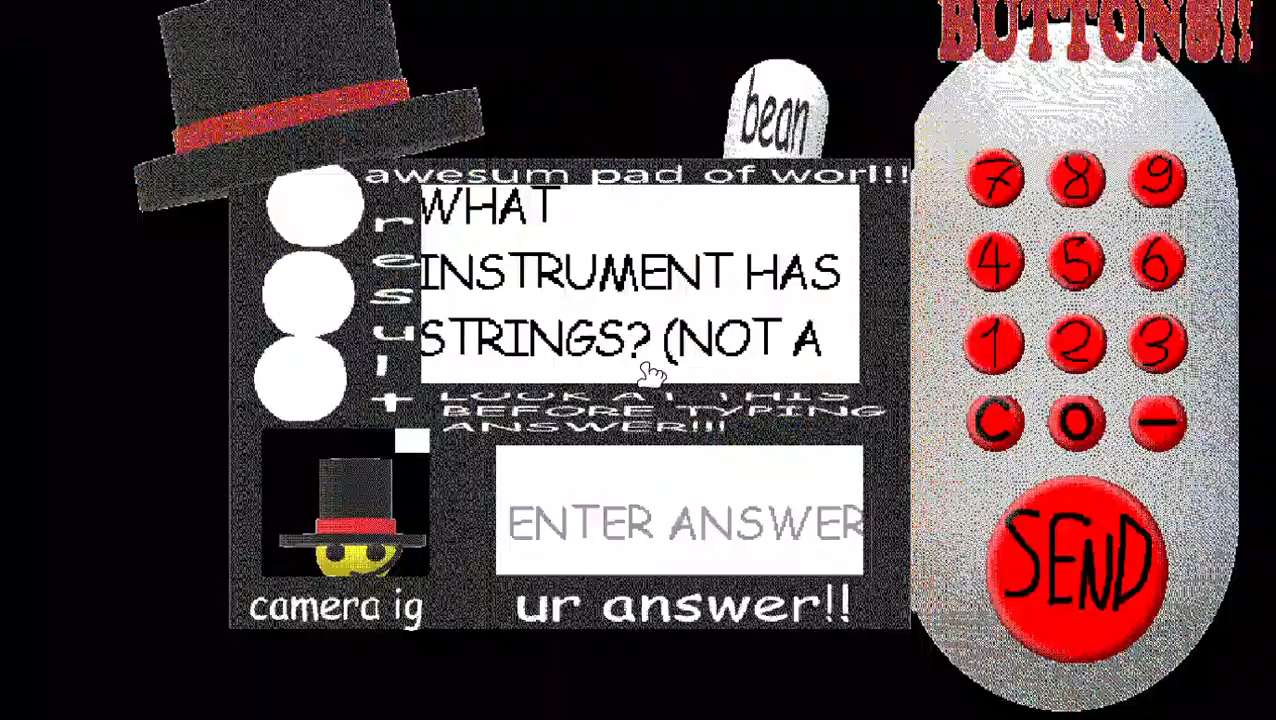 BUTTONS!!
bean
awesum pad of worl!!
result
WHAT
INSTRUMENT HAS
STRINGS? (NOT A
LOOK AT THIS
BEFORE TYPING
ANSWER!!!
7 8 9
4 5 6
1 2 3
C 0 -
ENTER ANSWER
SEND
camera ig
ur answer!!